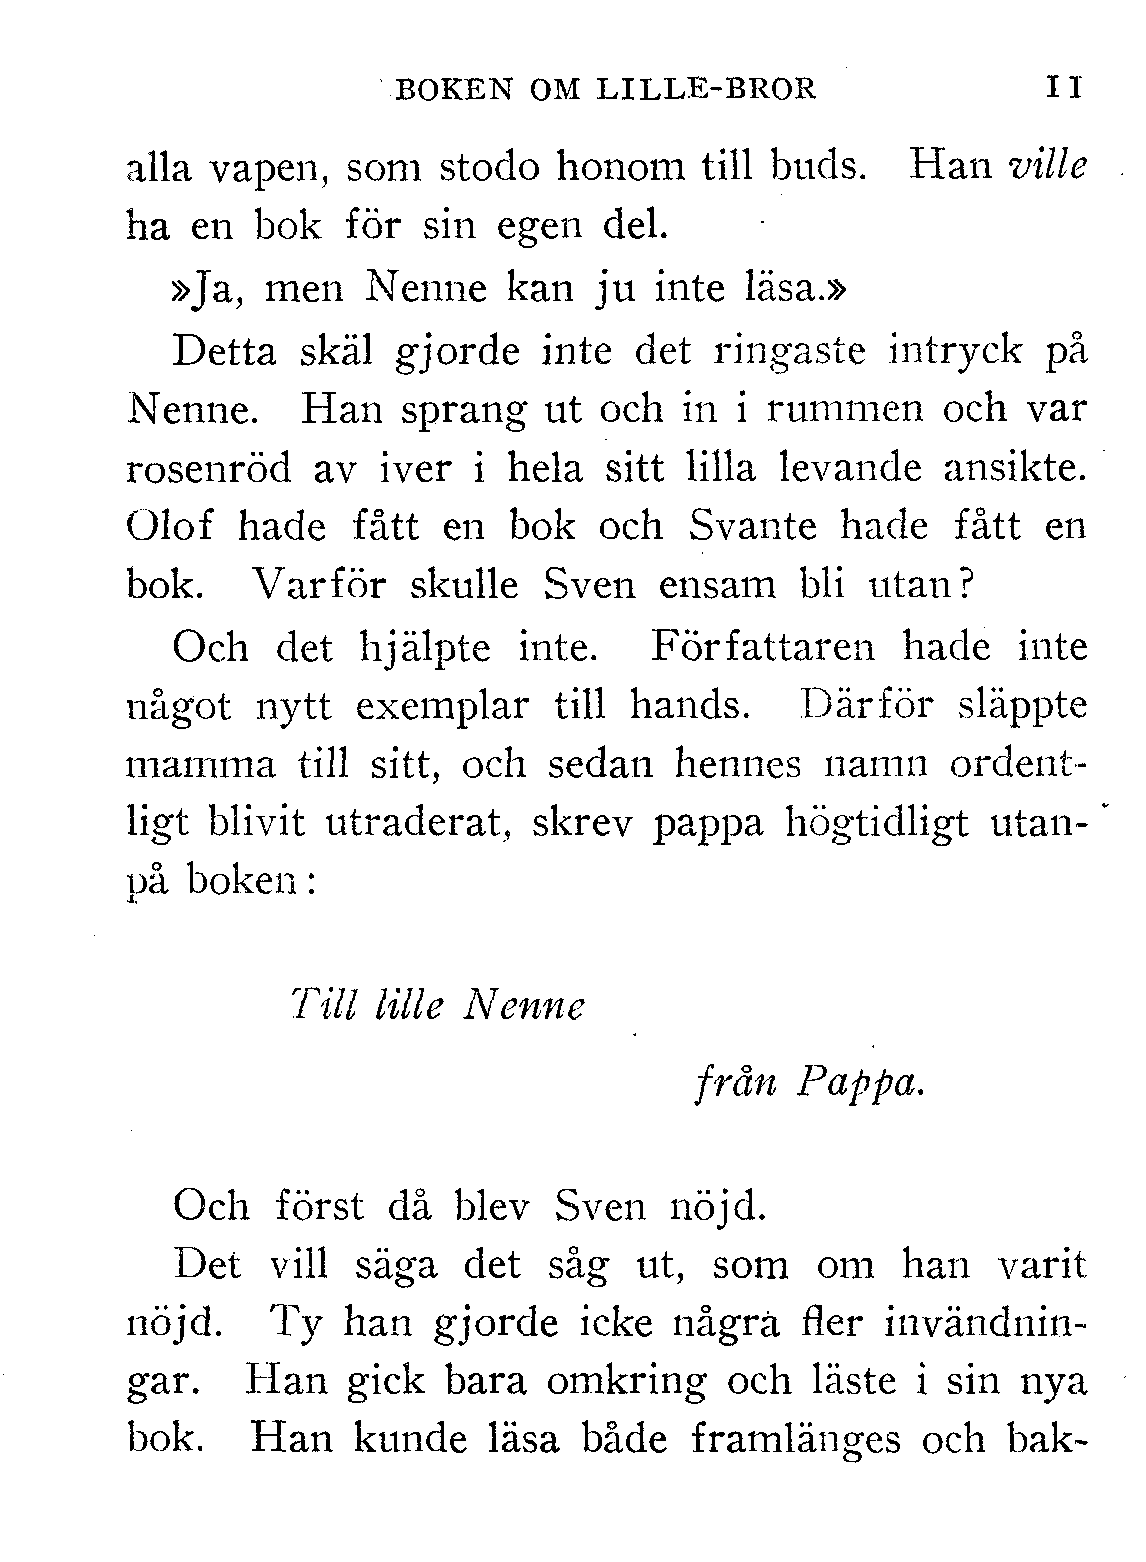 BOKEN OM LILLE-BROR 11
alla vapen, som stodo honom till buds. Han ville
ha en bok för sin egen del.
»Ja, men Nenne kan ju inte läsa.»
Detta skäl gjorde inte det ringaste intryck på
Nenne. Han sprang ut och in i rummen och var
rosenröd av iver i hela sitt lilla levande ansikte.
Olof hade fått en bok och Svante hade fått en
bok. Varför skulle Sven ensam bli utan?
Och det hjälpte inte. Författaren hade inte
något nytt exemplar till hands. Därför släppte
mamma till sitt, och sedan hennes namn ordent-
ligt blivit utraderat, skrev pappa högtidligt utan-
på boken:
Till lille Nenne
från Pappa.
Och först då blev Sven nöjd.
Det vill säga det såg ut, som om han varit
nöjd. Ty han gjorde icke några fler invändnin-
gar. Han gick bara omkring och läste i sin nya
bok. Han kunde läsa både framlänges och bak-